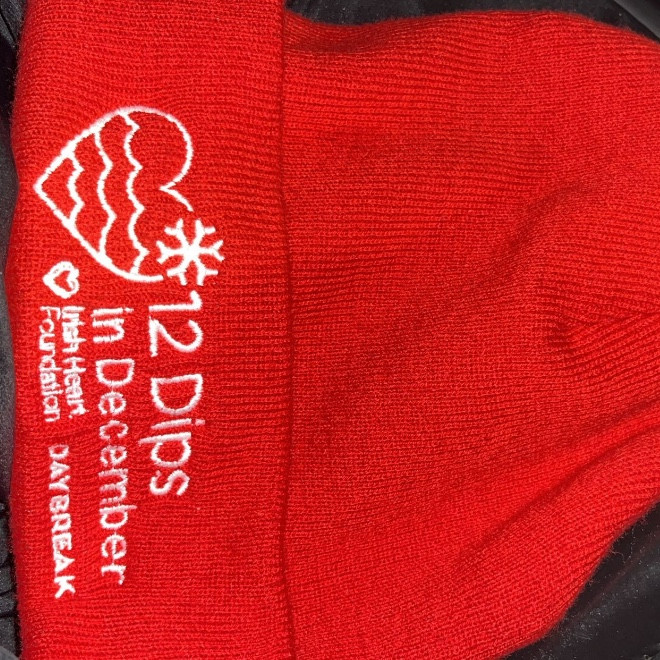 12 Dips
in December
Irish Heart
Foundation
DAYBREAK